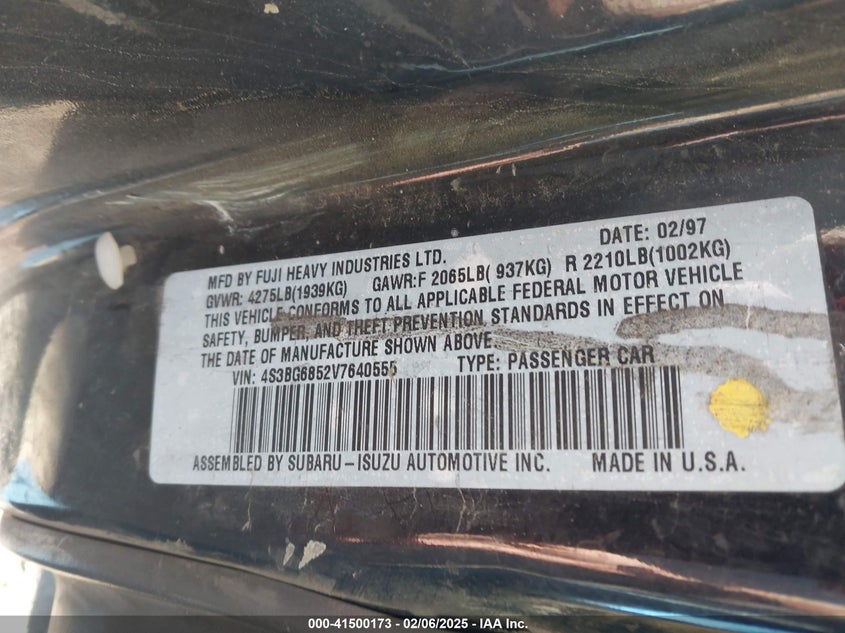 DATE: 02/97
MFD BY FUJI HEAVY INDUSTRIES LTD.
GVWR: 4275LB(1939KG) GAWR:F 2065LB( 937KG) R 2210LB(1002KG)
THIS VEHICLE CONFORMS TO ALL APPLICABLE FEDERAL MOTOR VEHICLE
SAFETY, BUMPER, AND THEFT PREVENTION STANDARDS IN EFFECT ON
THE DATE OF MANUFACTURE SHOWN ABOVE.
VIN: 4S3BG6852V7640555 TYPE: PASSENGER CAR
ASSEMBLED BY SUBARU-ISUZU AUTOMOTIVE INC. MADE IN U.S.A.
000-41500173 - 02/06/2025 - IAA Inc.